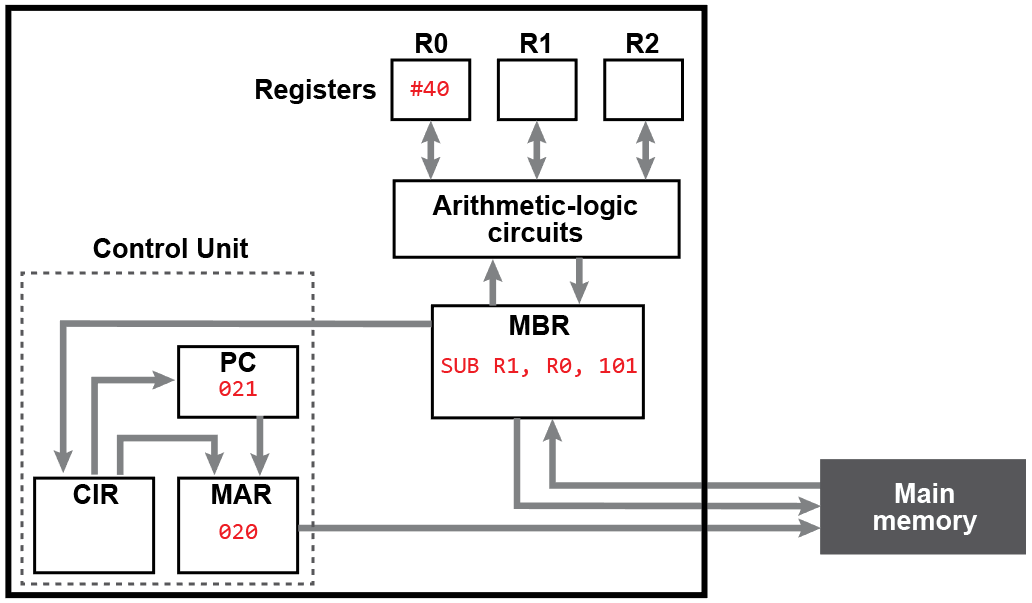 R0 R1 R2
Registers
#40
Arithmetic-logic
circuits
Control Unit
MBR
SUB R1, R0, 101
PC
021
CIR
MAR
020
Main
memory